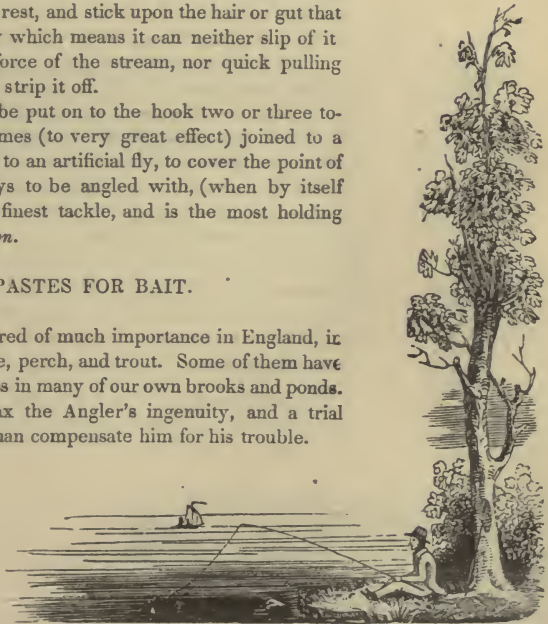 rest, and stick upon the hair or gut that
which means it can neither slip of it
orce of the stream, nor quick pulling
strip it off.
be put on to the hook two or three to-
mes (to very great effect) joined to a
to an artificial fly, to cover the point of
ys to be angled with, (when by itself
finest tackle, and is the most holding
n.
PASTES FOR BAIT.
red of much importance in England, in
e, perch, and trout. Some of them have
s in many of our own brooks and ponds.
ax the Angler's ingenuity, and a trial
an compensate him for his trouble.